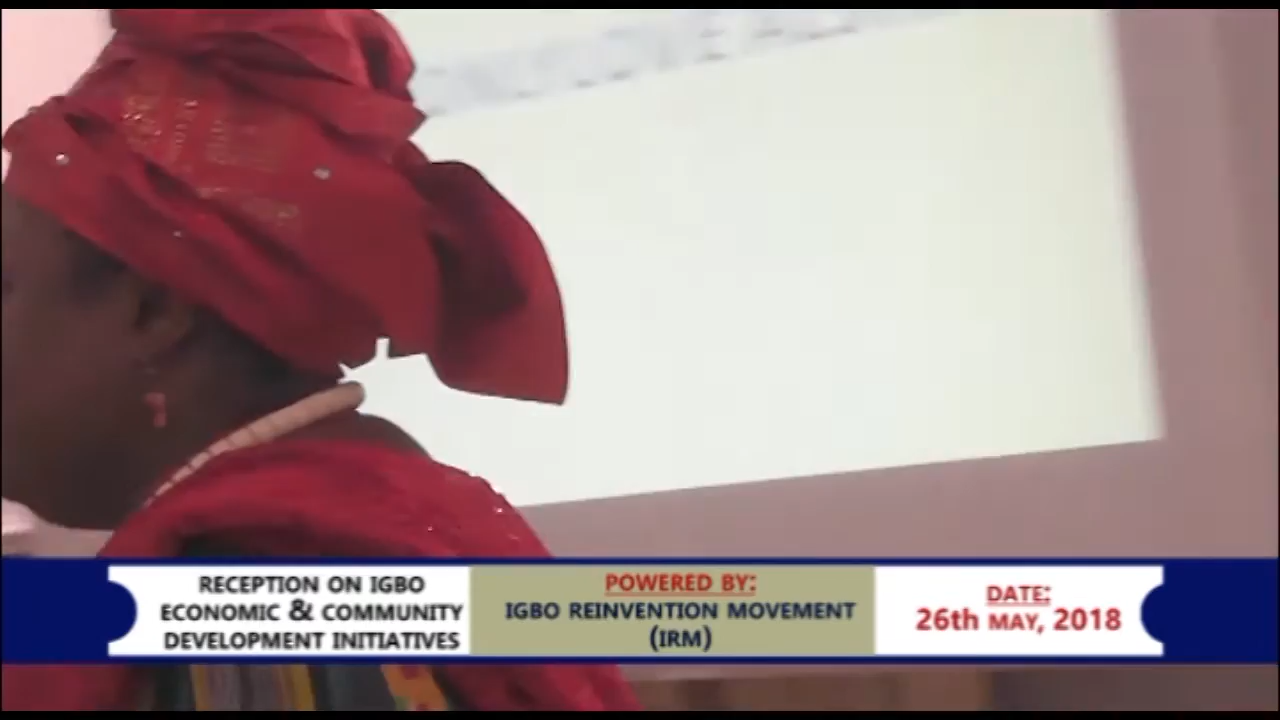 RECEPTION ON IGBO
ECONOMIC & COMMUNITY
DEVELOPMENT INITIATIVES
POWERED BY:
IGBO REINVENTION MOVEMENT
(IRM)
DATE:
26th MAY, 2018